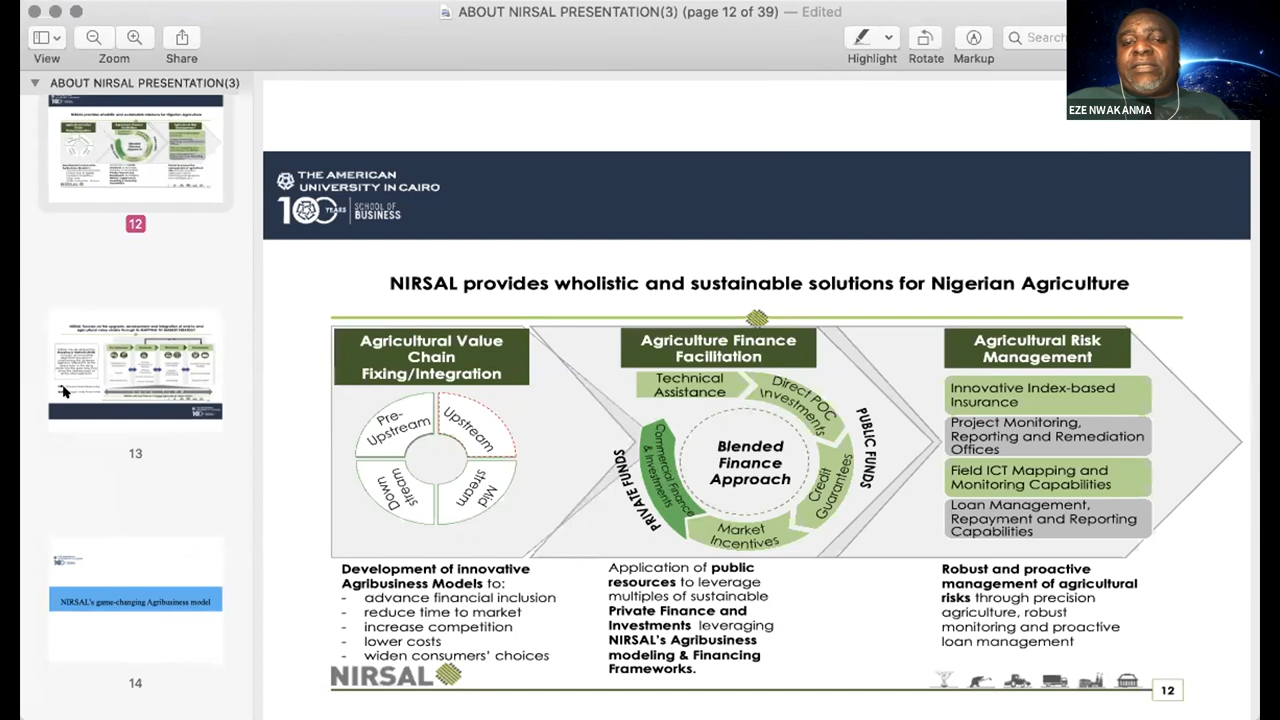 ABOUT NIRSAL PRESENTATION(3) (page 12 of 39) — Edited
View
Zoom
Share
Highlight
Rotate
Markup
Search
EZE NWAKANMA
ABOUT NIRSAL PRESENTATION(3)
12
13
NIRSAL's game-changing Agribusiness model
14
THE AMERICAN
UNIVERSITY IN CAIRO
100 YEARS
SCHOOL OF
BUSINESS
NIRSAL provides wholistic and sustainable solutions for Nigerian Agriculture
Agricultural Value
Chain
Fixing/Integration
Pre-
Upstream
Upstream
Down
stream
Mid
stream
Development of innovative
Agribusiness Models to:
- advance financial inclusion
- reduce time to market
- increase competition
- lower costs
- widen consumers' choices
Agriculture Finance
Facilitation
Technical
Assistance
Direct POC
Investments
Credit
Guarantees
Market
Incentives
Commercial Finance
& Investments
PRIVATE FUNDS
PUBLIC FUNDS
Blended
Finance
Approach
Application of public
resources to leverage
multiples of sustainable
Private Finance and
Investments leveraging
NIRSAL's Agribusiness
modeling & Financing
Frameworks.
Agricultural Risk
Management
Innovative Index-based
Insurance
Project Monitoring,
Reporting and Remediation
Offices
Field ICT Mapping and
Monitoring Capabilities
Loan Management,
Repayment and Reporting
Capabilities
Robust and proactive
management of agricultural
risks through precision
agriculture, robust
monitoring and proactive
loan management
NIRSAL
12